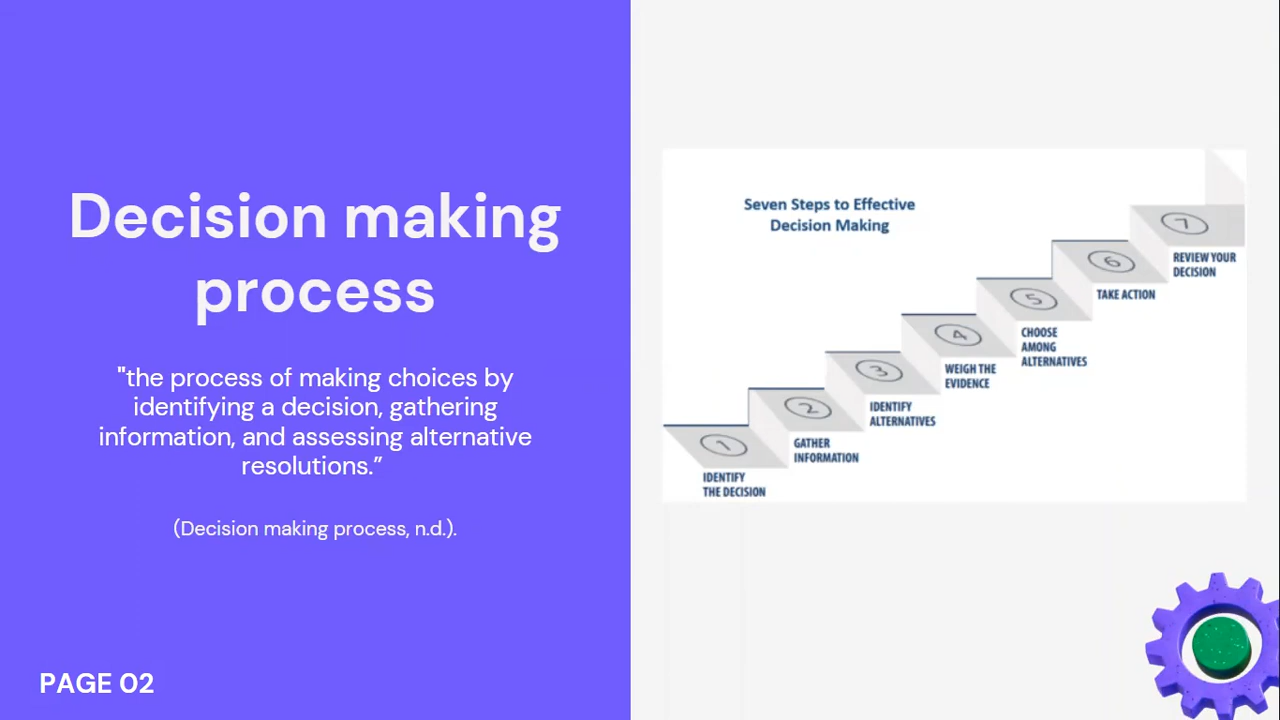 Decision making
process
"the process of making choices by
identifying a decision, gathering
information, and assessing alternative
resolutions.”
(Decision making process, n.d.).
PAGE 02
Seven Steps to Effective
Decision Making
1
IDENTIFY
THE DECISION
2
GATHER
INFORMATION
3
IDENTIFY
ALTERNATIVES
4
WEIGH THE
EVIDENCE
5
CHOOSE
AMONG
ALTERNATIVES
6
TAKE ACTION
7
REVIEW YOUR
DECISION